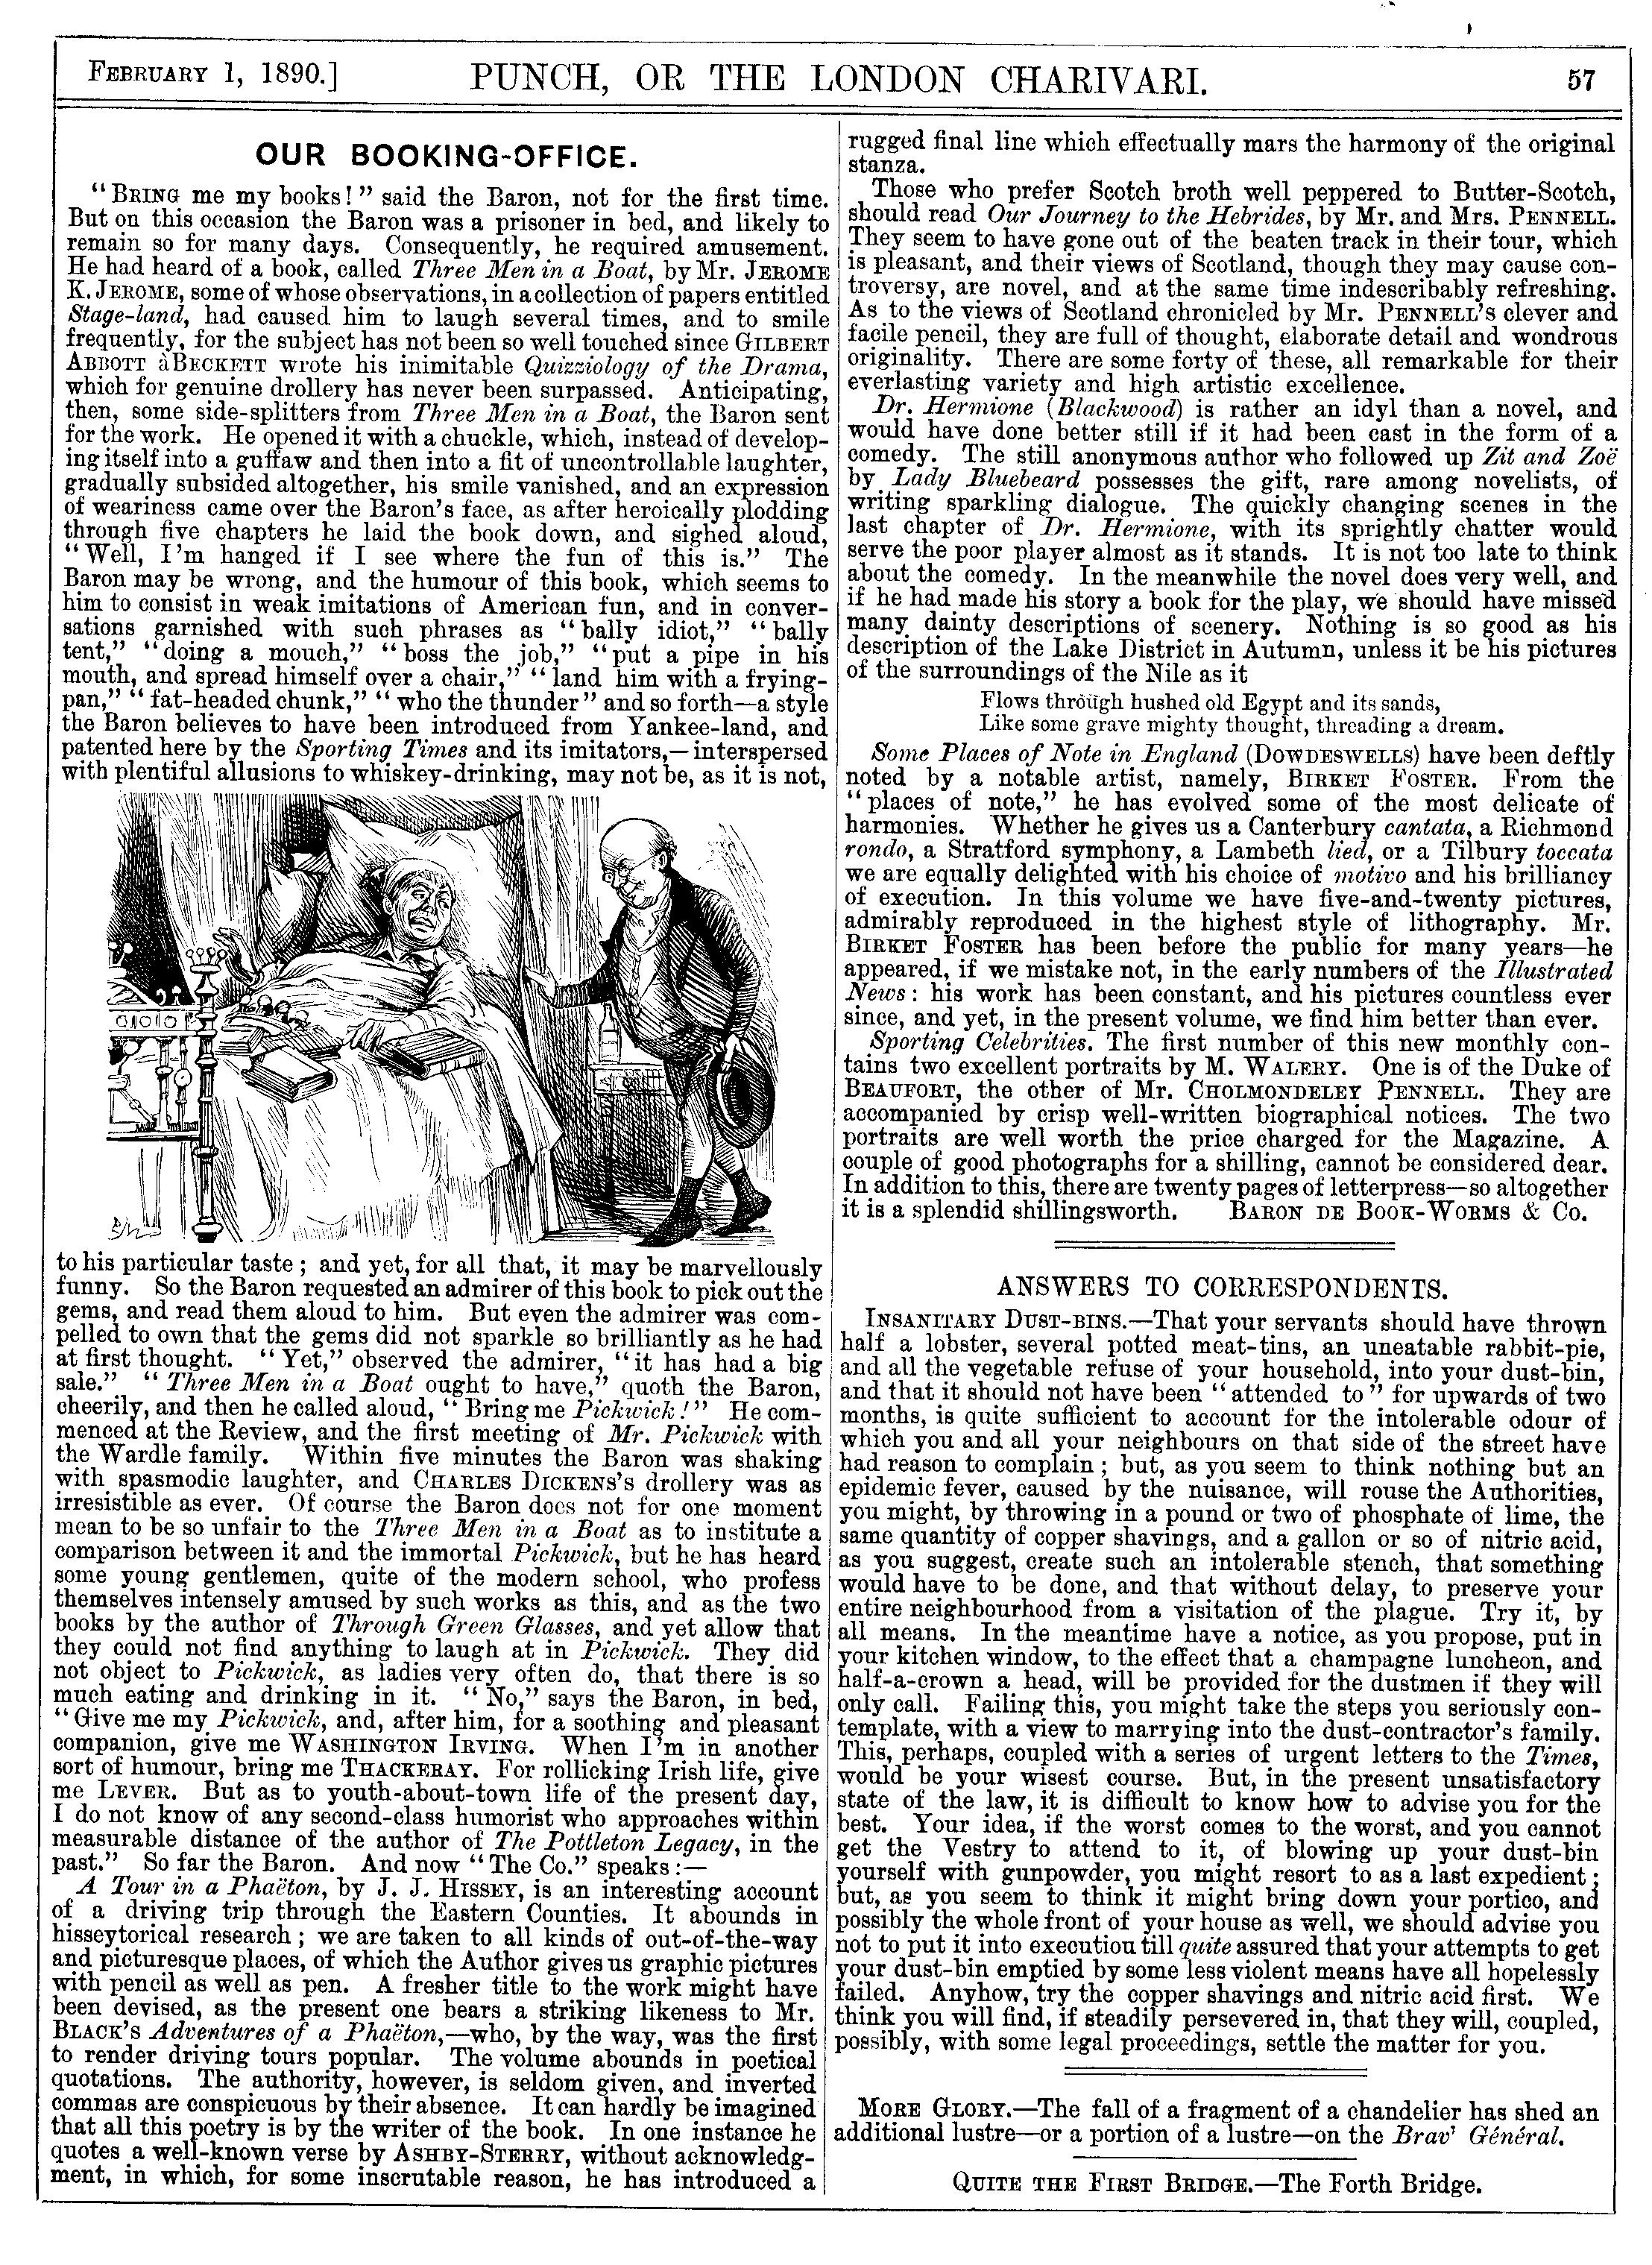 FEBRUARY 1, 1890.] PUNCH, OR THE LONDON CHARIVARI. 57
OUR BOOKING-OFFICE.
"BRING me my books!" said the Baron, not for the first time.
But on this occasion the Baron was a prisoner in bed, and likely to
remain so for many days. Consequently, he required amusement.
He had heard of a book, called Three Men in a Boat, by Mr. JEROME
K. JEROME, some of whose observations, in a collection of papers entitled
Stage-land, had caused him to laugh several times, and to smile
frequently, for the subject has not been so well touched since GILBERT
ABBOTT àBECKETT wrote his inimitable Quizziology of the Drama,
which for genuine drollery has never been surpassed. Anticipating,
then, some side-splitters from Three Men in a Boat, the Baron sent
for the work. He opened it with a chuckle, which, instead of develop-
ing itself into a guffaw and then into a fit of uncontrollable laughter,
gradually subsided altogether, his smile vanished, and an expression
of weariness came over the Baron's face, as after heroically plodding
through five chapters he laid the book down, and sighed aloud,
"Well, I'm hanged if I see where the fun of this is." The
Baron may be wrong, and the humour of this book, which seems to
him to consist in weak imitations of American fun, and in conver-
sations garnished with such phrases as "bally idiot," "bally
tent," "doing a mouch," "boss the job," "put a pipe in his
mouth, and spread himself over a chair," "land him with a frying-
pan," "fat-headed chunk," "who the thunder" and so forth—a style
the Baron believes to have been introduced from Yankee-land, and
patented here by the Sporting Times and its imitators,—interspersed
with plentiful allusions to whiskey-drinking, may not be, as it is not,
to his particular taste; and yet, for all that, it may be marvellously
funny. So the Baron requested an admirer of this book to pick out the
gems, and read them aloud to him. But even the admirer was com-
pelled to own that the gems did not sparkle so brilliantly as he had
at first thought. "Yet," observed the admirer, "it has had a big
sale." "Three Men in a Boat ought to have," quoth the Baron,
cheerily, and then he called aloud, "Bring me Pickwick!" He com-
menced at the Review, and the first meeting of Mr. Pickwick with
the Wardle family. Within five minutes the Baron was shaking
with spasmodic laughter, and CHARLES DICKENS'S drollery was as
irresistible as ever. Of course the Baron does not for one moment
mean to be so unfair to the Three Men in a Boat as to institute a
comparison between it and the immortal Pickwick, but he has heard
some young gentlemen, quite of the modern school, who profess
themselves intensely amused by such works as this, and as the two
books by the author of Through Green Glasses, and yet allow that
they could not find anything to laugh at in Pickwick. They did
not object to Pickwick, as ladies very often do, that there is so
much eating and drinking in it. "No," says the Baron, in bed,
"Give me my Pickwick, and, after him, for a soothing and pleasant
companion, give me WASHINGTON IRVING. When I'm in another
sort of humour, bring me THACKERAY. For rollicking Irish life, give
me LEVER. But as to youth-about-town life of the present day,
I do not know of any second-class humorist who approaches within
measurable distance of the author of The Pottleton Legacy, in the
past." So far the Baron. And now "The Co." speaks:—
A Tour in a Phaëton, by J. J. HISSEY, is an interesting account
of a driving trip through the Eastern Counties. It abounds in
hisseytorical research; we are taken to all kinds of out-of-the-way
and picturesque places, of which the Author gives us graphic pictures
with pencil as well as pen. A fresher title to the work might have
been devised, as the present one bears a striking likeness to Mr.
BLACK'S Adventures of a Phaëton,—who, by the way, was the first
to render driving tours popular. The volume abounds in poetical
quotations. The authority, however, is seldom given, and inverted
commas are conspicuous by their absence. It can hardly be imagined
that all this poetry is by the writer of the book. In one instance he
quotes a well-known verse by ASHBY-STERRY, without acknowledg-
ment, in which, for some inscrutable reason, he has introduced a
rugged final line which effectually mars the harmony of the original
stanza.
Those who prefer Scotch broth well peppered to Butter-Scotch,
should read Our Journey to the Hebrides, by Mr. and Mrs. PENNELL.
They seem to have gone out of the beaten track in their tour, which
is pleasant, and their views of Scotland, though they may cause con-
troversy, are novel, and at the same time indescribably refreshing.
As to the views of Scotland chronicled by Mr. PENNELL'S clever and
facile pencil, they are full of thought, elaborate detail and wondrous
originality. There are some forty of these, all remarkable for their
everlasting variety and high artistic excellence.
Dr. Hermione (Blackwood) is rather an idyl than a novel, and
would have done better still if it had been cast in the form of a
comedy. The still anonymous author who followed up Zit and Zoë
by Lady Bluebeard possesses the gift, rare among novelists, of
writing sparkling dialogue. The quickly changing scenes in the
last chapter of Dr. Hermione, with its sprightly chatter would
serve the poor player almost as it stands. It is not too late to think
about the comedy. In the meanwhile the novel does very well, and
if he had made his story a book for the play, we should have missed
many dainty descriptions of scenery. Nothing is so good as his
description of the Lake District in Autumn, unless it be his pictures
of the surroundings of the Nile as it
Flows through hushed old Egypt and its sands,
Like some grave mighty thought, threading a dream.
Some Places of Note in England (DOWDESWELLS) have been deftly
noted by a notable artist, namely, BIRKET FOSTER. From the
"places of note," he has evolved some of the most delicate of
harmonies. Whether he gives us a Canterbury cantata, a Richmond
rondo, a Stratford symphony, a Lambeth lied, or a Tilbury toccata
we are equally delighted with his choice of motivo and his brilliancy
of execution. In this volume we have five-and-twenty pictures,
admirably reproduced in the highest style of lithography. Mr.
BIRKET FOSTER has been before the public for many years—he
appeared, if we mistake not, in the early numbers of the Illustrated
News: his work has been constant, and his pictures countless ever
since, and yet, in the present volume, we find him better than ever.
Sporting Celebrities. The first number of this new monthly con-
tains two excellent portraits by M. WALERY. One is of the Duke of
BEAUFORT, the other of Mr. CHOLMONDELEY PENNELL. They are
accompanied by crisp well-written biographical notices. The two
portraits are well worth the price charged for the Magazine. A
couple of good photographs for a shilling, cannot be considered dear.
In addition to this, there are twenty pages of letterpress—so altogether
it is a splendid shillingsworth. BARON DE BOOK-WORMS & Co.
ANSWERS TO CORRESPONDENTS.
INSANITARY DUST-BINS.—That your servants should have thrown
half a lobster, several potted meat-tins, an uneatable rabbit-pie,
and all the vegetable refuse of your household, into your dust-bin,
and that it should not have been "attended to" for upwards of two
months, is quite sufficient to account for the intolerable odour of
which you and all your neighbours on that side of the street have
had reason to complain; but, as you seem to think nothing but an
epidemic fever, caused by the nuisance, will rouse the Authorities,
you might, by throwing in a pound or two of phosphate of lime, the
same quantity of copper shavings, and a gallon or so of nitric acid,
as you suggest, create such an intolerable stench, that something
would have to be done, and that without delay, to preserve your
entire neighbourhood from a visitation of the plague. Try it, by
all means. In the meantime have a notice, as you propose, put in
your kitchen window, to the effect that a champagne luncheon, and
half-a-crown a head, will be provided for the dustmen if they will
only call. Failing this, you might take the steps you seriously con-
template, with a view to marrying into the dust-contractor's family.
This, perhaps, coupled with a series of urgent letters to the Times,
would be your wisest course. But, in the present unsatisfactory
state of the law, it is difficult to know how to advise you for the
best. Your idea, if the worst comes to the worst, and you cannot
get the Vestry to attend to it, of blowing up your dust-bin
yourself with gunpowder, you might resort to as a last expedient;
but, as you seem to think it might bring down your portico, and
possibly the whole front of your house as well, we should advise you
not to put it into execution till quite assured that your attempts to get
your dust-bin emptied by some less violent means have all hopelessly
failed. Anyhow, try the copper shavings and nitric acid first. We
think you will find, if steadily persevered in, that they will, coupled,
possibly, with some legal proceedings, settle the matter for you.
MORE GLORY.—The fall of a fragment of a chandelier has shed an
additional lustre—or a portion of a lustre—on the Brav' Général.
QUITE THE FIRST BRIDGE.—The Forth Bridge.